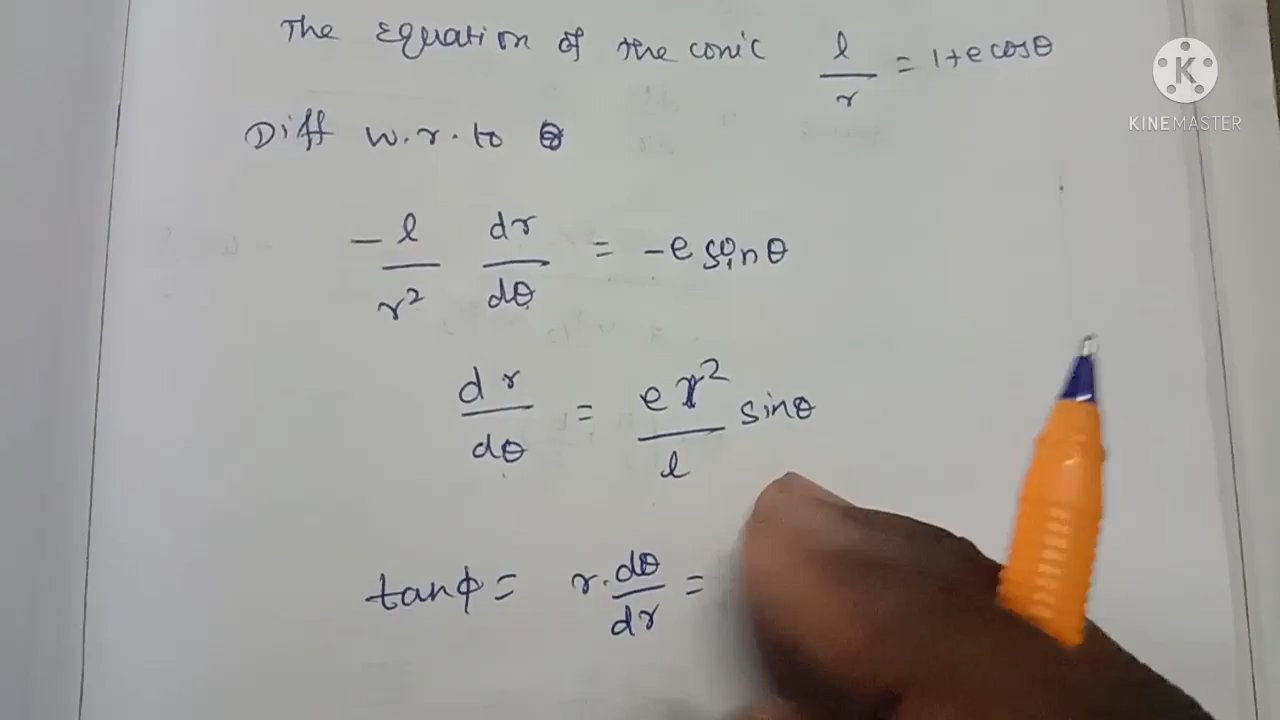 The Equation of the conic l/r = 1+e cosθ
KINEMASTER
Diff w.r.to θ
- l/r² dr/dθ = -e sinθ
dr/dθ = er²/l sinθ
tanϕ = r. dθ/dr =